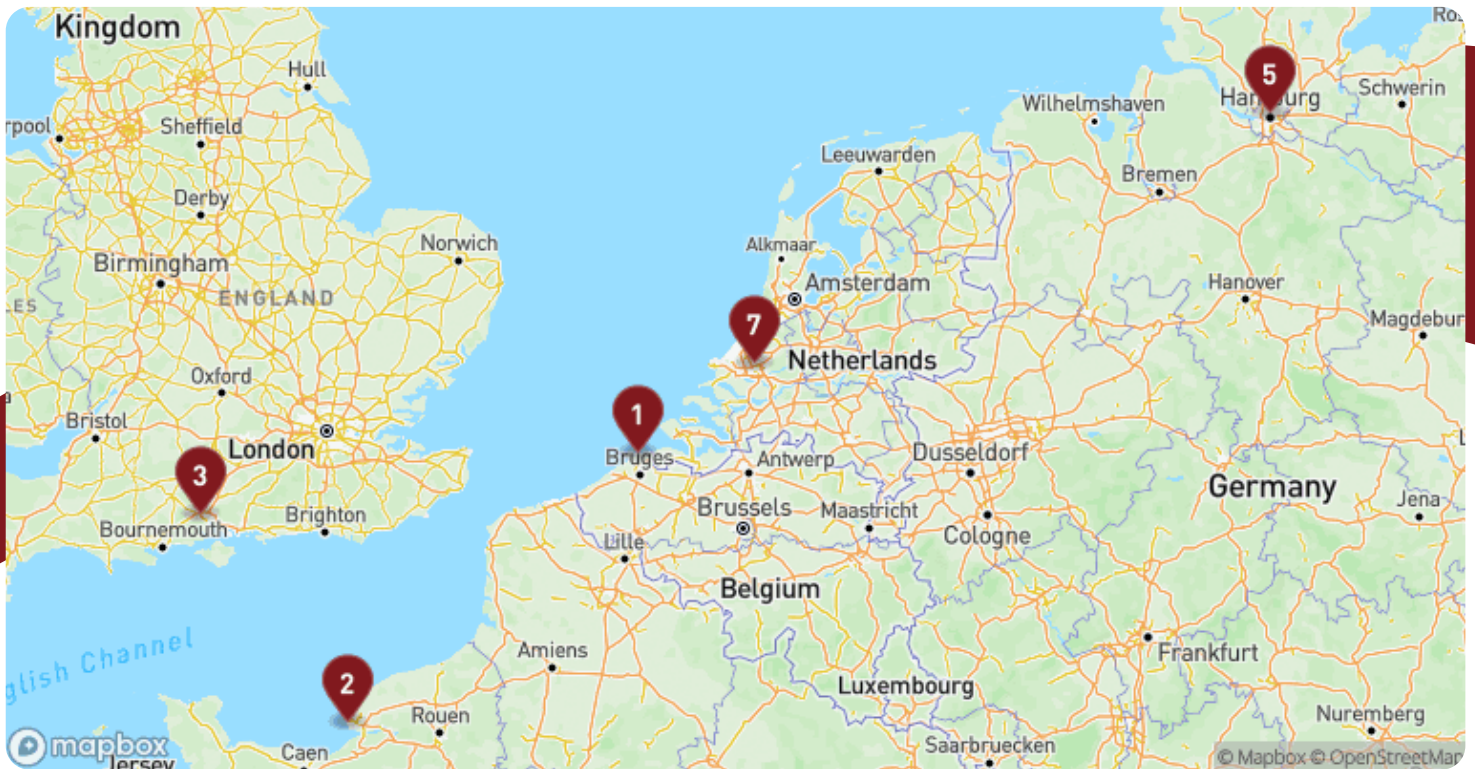 Kingdom
Hull
rpool
Sheffield
Derby
Norwich
Birmingham
ENGLAND
LES
Oxford
Bristol
London
3
Bournemouth
Brighton
glish Channel
2
Rouen
Caen
Jersey
mapbox
Amiens
Lille
1
Bruges
Antwerp
Brussels
Maastricht
Belgium
Luxembourg
7
Netherlands
Amsterdam
Alkmaar
Leeuwarden
Wilhelmshaven
Bremen
5
Schwerin
Hanover
Magdebur
Dusseldorf
Cologne
Germany
Jena
Frankfurt
Nuremberg
Saarbruecken
© Mapbox © OpenStreetMap